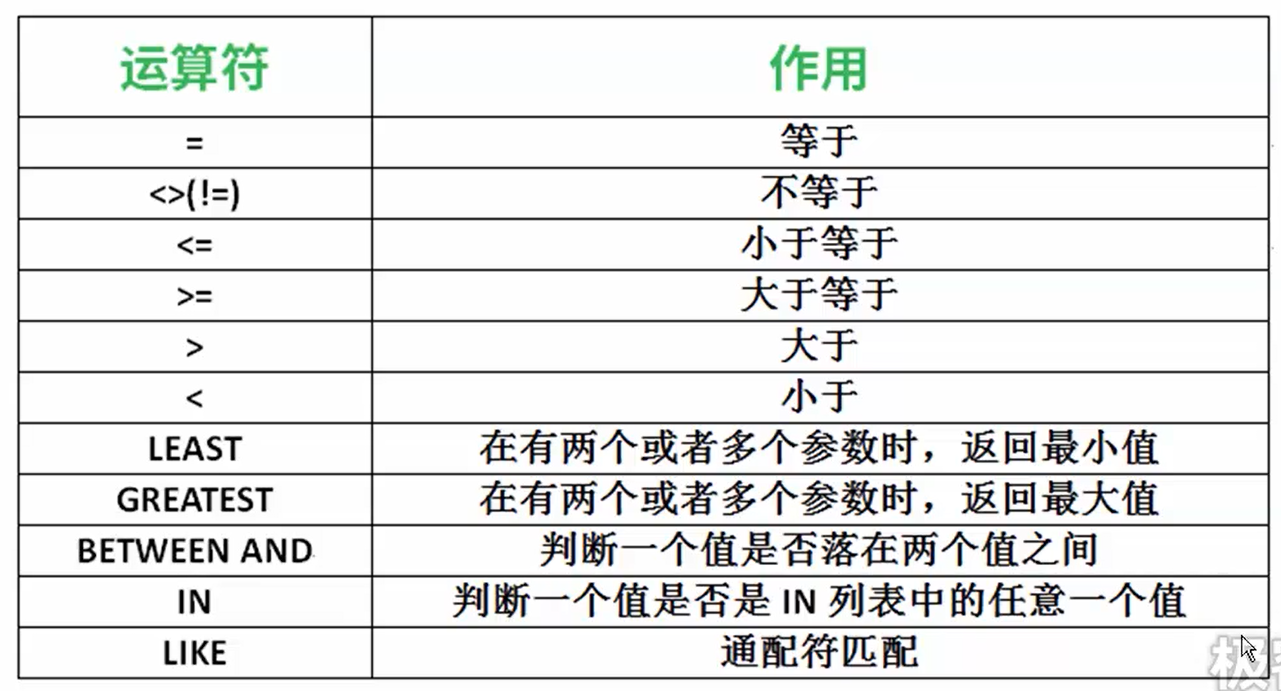 运算符 作用
= 等于
<>(!=) 不等于
<= 小于等于
>= 大于等于
> 大于
< 小于
LEAST 在有两个或者多个参数时，返回最小值
GREATEST 在有两个或者多个参数时，返回最大值
BETWEEN AND 判断一个值是否落在两个值之间
IN 判断一个值是否是 IN 列表中的任意一个值
LIKE 通配符匹配
极